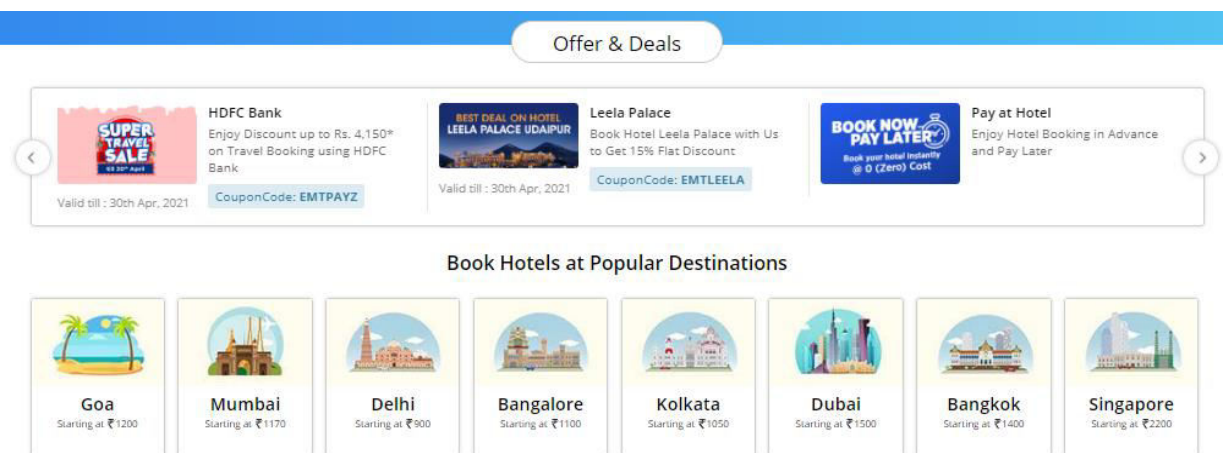 Offer & Deals
SUPER
TRAVEL
SALE
till 30th April
Valid till : 30th Apr, 2021
HDFC Bank
Enjoy Discount up to Rs. 4,150*
on Travel Booking using HDFC
Bank
CouponCode: EMTPAYZ
BEST DEAL ON HOTEL
LEELA PALACE UDAIPUR
Valid till : 30th Apr, 2021
Leela Palace
Book Hotel Leela Palace with Us
to Get 15% Flat Discount
CouponCode: EMTLEELA
BOOK NOW
PAY LATER
Book your hotel instantly
@ 0 (Zero) Cost
Pay at Hotel
Enjoy Hotel Booking in Advance
and Pay Later
Book Hotels at Popular Destinations
Goa
Starting at ₹1200
Mumbai
Starting at ₹1170
Delhi
Starting at ₹900
Bangalore
Starting at ₹1100
Kolkata
Starting at ₹1050
Dubai
Starting at ₹1500
Bangkok
Starting at ₹1400
Singapore
Starting at ₹2200